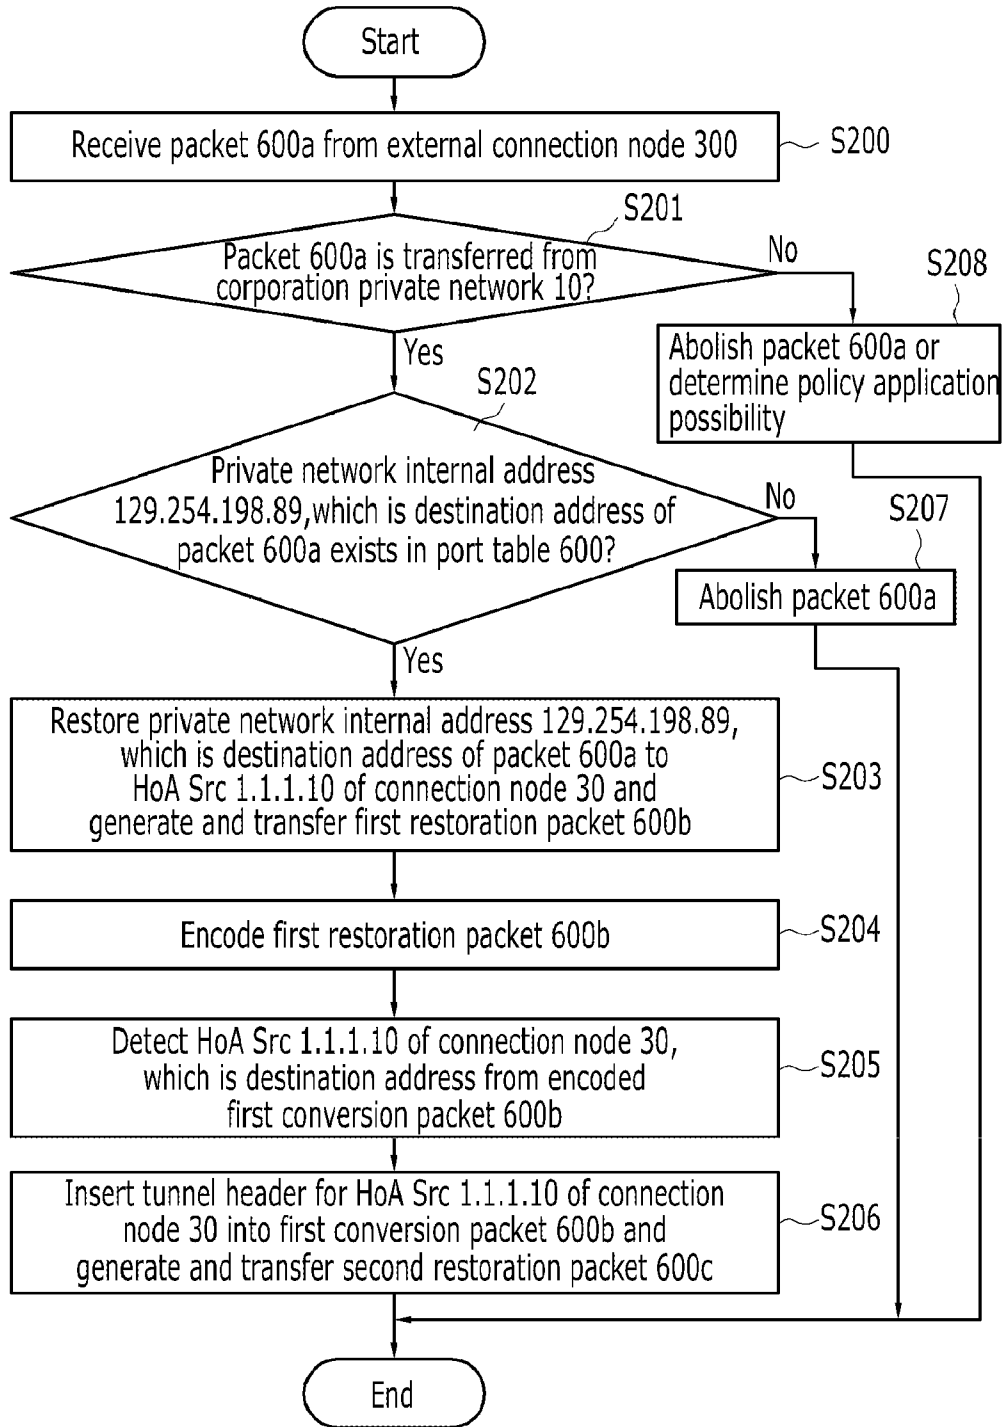 Start
Receive packet 600a from external connection node 300
S200
S201
Packet 600a is transferred from
corporation private network 10?
No
S208
Yes
Abolish packet 600a or
determine policy application
possibility
S202
Private network internal address
129.254.198.89,which is destination address of
packet 600a exists in port table 600?
No
S207
Abolish packet 600a
Yes
Restore private network internal address 129.254.198.89,
which is destination address of packet 600a to
HoA Src 1.1.1.10 of connection node 30 and
generate and transfer first restoration packet 600b
S203
Encode first restoration packet 600b
S204
Detect HoA Src 1.1.1.10 of connection node 30,
which is destination address from encoded
first conversion packet 600b
S205
Insert tunnel header for HoA Src 1.1.1.10 of connection
node 30 into first conversion packet 600b and
generate and transfer second restoration packet 600c
S206
End